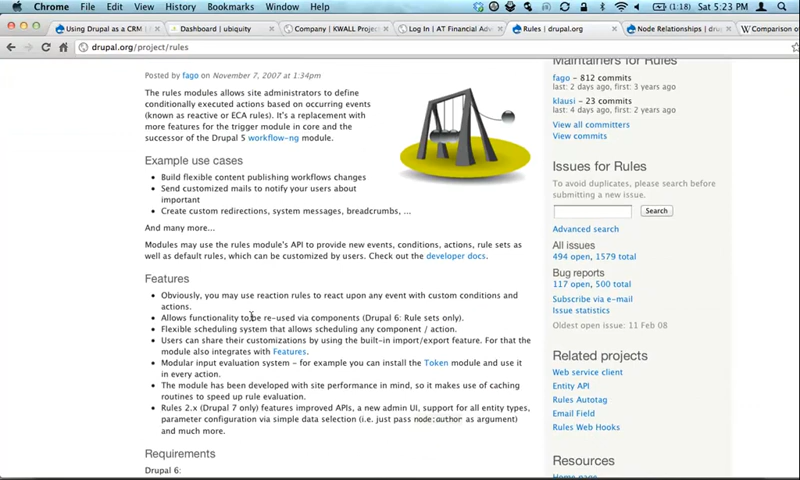 Chrome File Edit View History Bookmarks Window Help (1:18) Sat 5:23 PM
Using Drupal as a CRM | Dashboard | ubiquity Company | KWALL Projec Log In | AT Financial Adv Rules | drupal.org Node Relationships | dru Comparison o
drupal.org/project/rules
Posted by fago on November 7, 2007 at 1:34pm
The rules modules allows site administrators to define
conditionally executed actions based on occurring events
(known as reactive or ECA rules). It's a replacement with
more features for the trigger module in core and the
successor of the Drupal 5 workflow-ng module.
Example use cases
• Build flexible content publishing workflows changes
• Send customized mails to notify your users about
important
• Create custom redirections, system messages, breadcrumbs, ...
And many more...
Modules may use the rules module's API to provide new events, conditions, actions, rule sets as
well as default rules, which can be customized by users. Check out the developer docs.
Features
• Obviously, you may use reaction rules to react upon any event with custom conditions and
actions.
• Allows functionality to be re-used via components (Drupal 6: Rule sets only).
• Flexible scheduling system that allows scheduling any component / action.
• Users can share their customizations by using the built-in import/export feature. For that the
module also integrates with Features.
• Modular input evaluation system - for example you can install the Token module and use it
in every action.
• The module has been developed with site performance in mind, so it makes use of caching
routines to speed up rule evaluation.
• Rules 2.x (Drupal 7 only) features improved APIs, a new admin UI, support for all entity types,
parameter configuration via simple data selection (i.e. just pass node:author as argument) and
and much more.
Requirements
Drupal 6:
Maintainers for Rules
fago – 812 commits
last: 2 days ago, first: 3 years ago
klausi – 23 commits
last: 4 days ago, first: 2 years ago
View all committers
View commits
Issues for Rules
To avoid duplicates, please search before
submitting a new issue.
Search
Advanced search
All issues
494 open, 1579 total
Bug reports
117 open, 500 total
Subscribe via e-mail
Issue statistics
Oldest open issue: 11 Feb 08
Related projects
Web service client
Entity API
Rules Autotag
Email Field
Rules Web Hooks
Resources
Home page